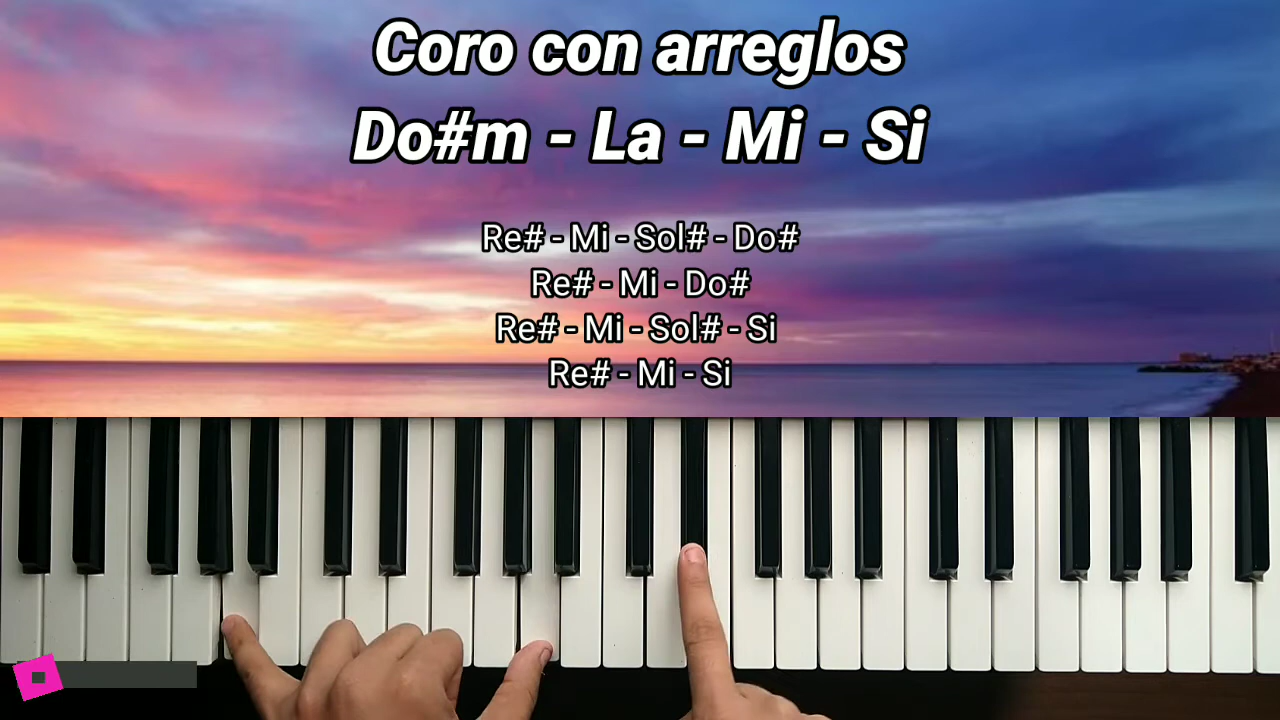 Coro con arreglos
Do#m - La - Mi - Si
Re# - Mi - Sol# - Do#
Re# - Mi - Do#
Re# - Mi - Sol# - Si
Re# - Mi - Si